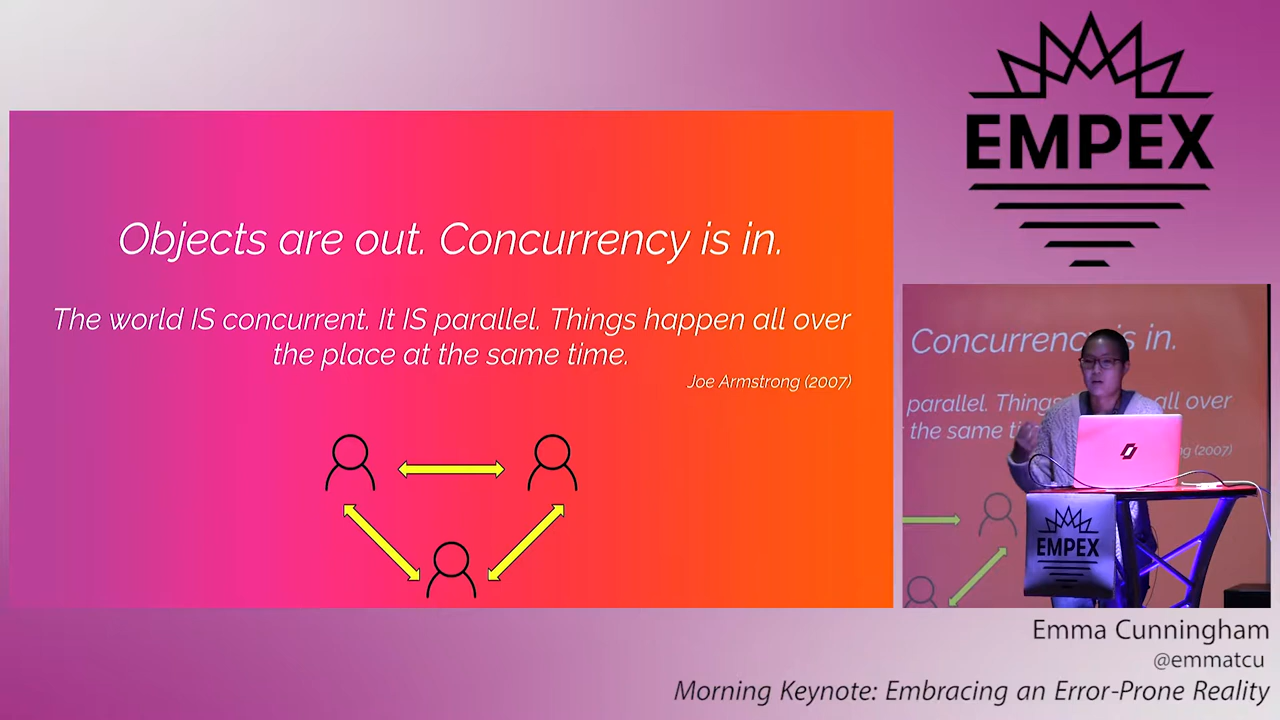 EMPEX
Objects are out. Concurrency is in.
The world IS concurrent. It IS parallel. Things happen all over
the place at the same time.
Joe Armstrong (2007)
Concurrency is in.
parallel. Things all over
the same
(2007)
EMPEX
Emma Cunningham
@emmatcu
Morning Keynote: Embracing an Error-Prone Reality